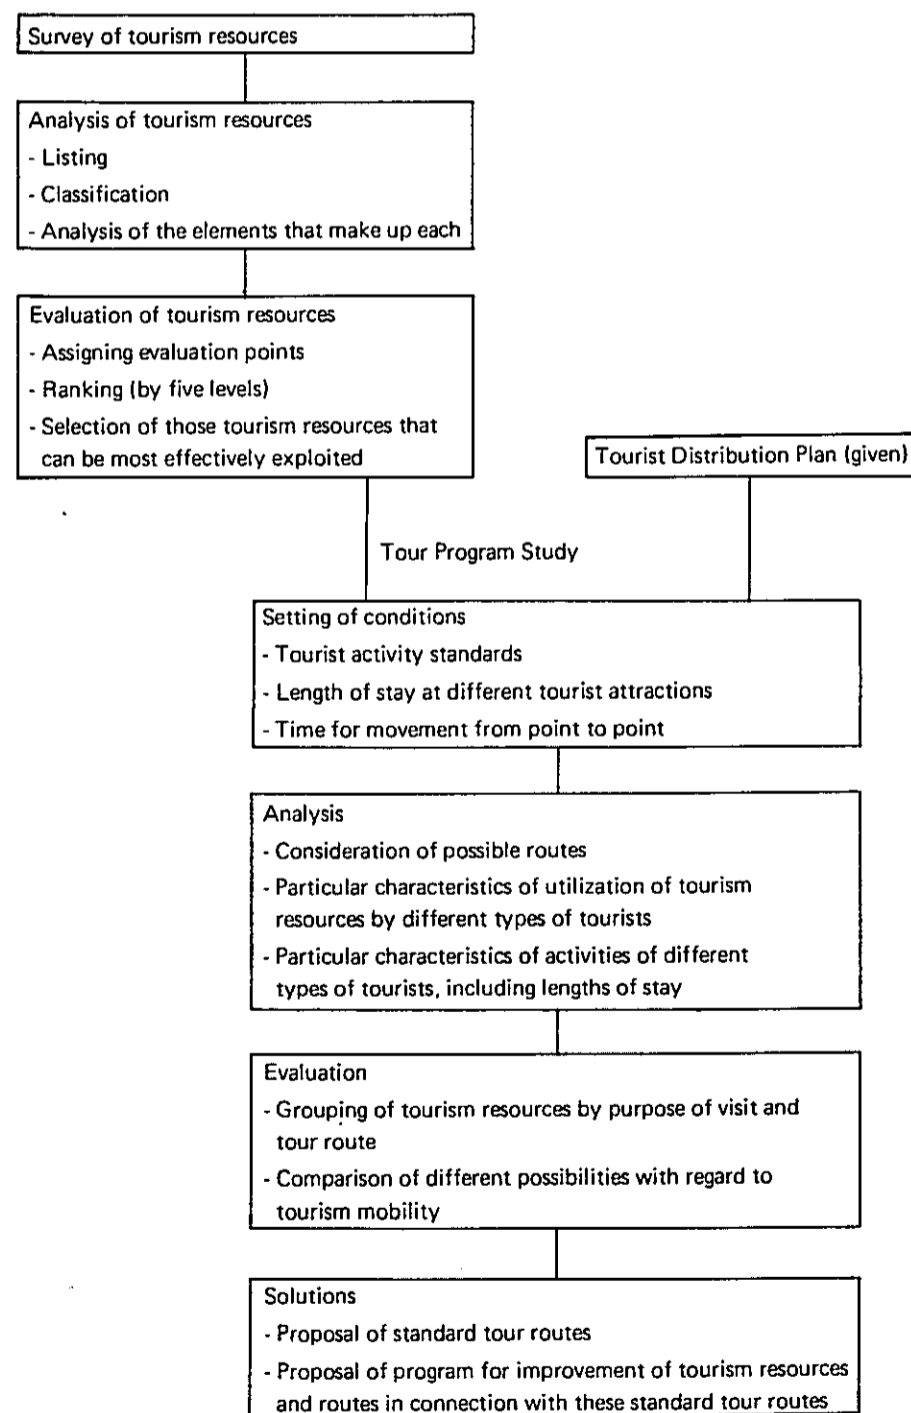 Survey of tourism resources
Analysis of tourism resources
- Listing
- Classification
- Analysis of the elements that make up each
Evaluation of tourism resources
- Assigning evaluation points
- Ranking (by five levels)
- Selection of those tourism resources that
can be most effectively exploited
Tourist Distribution Plan (given)
Tour Program Study
Setting of conditions
- Tourist activity standards
- Length of stay at different tourist attractions
- Time for movement from point to point
Analysis
- Consideration of possible routes
- Particular characteristics of utilization of tourism
resources by different types of tourists
- Particular characteristics of activities of different
types of tourists, including lengths of stay
Evaluation
- Grouping of tourism resources by purpose of visit and
tour route
- Comparison of different possibilities with regard to
tourism mobility
Solutions
- Proposal of standard tour routes
- Proposal of program for improvement of tourism resources
and routes in connection with these standard tour routes